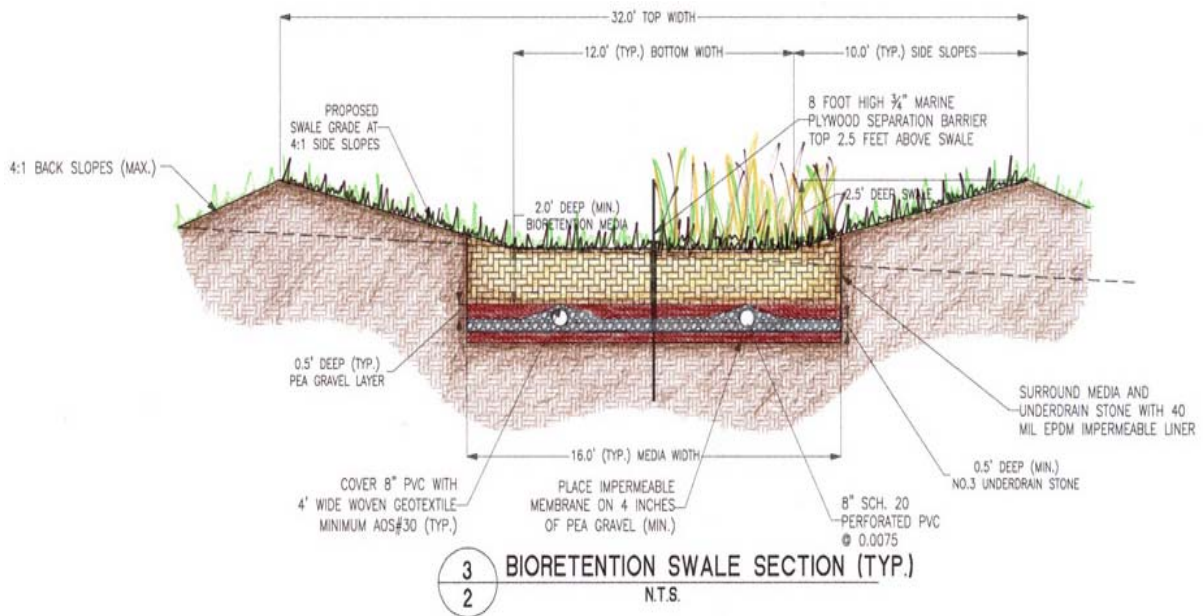 32.0' TOP WIDTH
12.0' (TYP.) BOTTOM WIDTH
10.0' (TYP.) SIDE SLOPES
PROPOSED
SWALE GRADE AT
4:1 SIDE SLOPES
8 FOOT HIGH ¾" MARINE
PLYWOOD SEPARATION BARRIER
TOP 2.5 FEET ABOVE SWALE
4:1 BACK SLOPES (MAX.)
2.0' DEEP (MIN.)
BIORETENTION MEDIA
2.5' DEEP SWALE
0.5' DEEP (TYP.)
PEA GRAVEL LAYER
SURROUND MEDIA AND
UNDERDRAIN STONE WITH 40
MIL EPDM IMPERMEABLE LINER
16.0' (TYP.) MEDIA WIDTH
0.5' DEEP (MIN.)
NO.3 UNDERDRAIN STONE
COVER 8" PVC WITH
4' WIDE WOVEN GEOTEXTILE
MINIMUM AOS#30 (TYP.)
PLACE IMPERMEABLE
MEMBRANE ON 4 INCHES
OF PEA GRAVEL (MIN.)
8" SCH. 20
PERFORATED PVC
@ 0.0075
3
2
BIORETENTION SWALE SECTION (TYP.)
N.T.S.